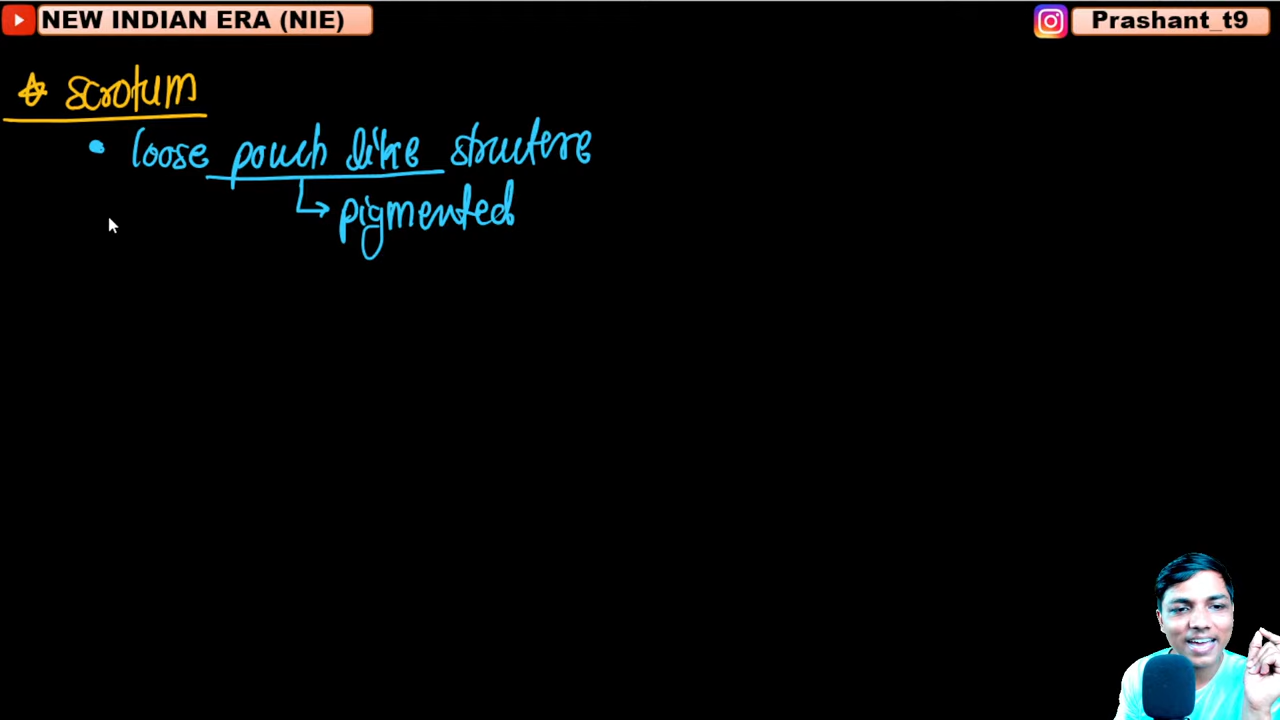 NEW INDIAN ERA (NIE)
Prashant_t9
scrotum
• loose pouch like structere
↳ pigmented